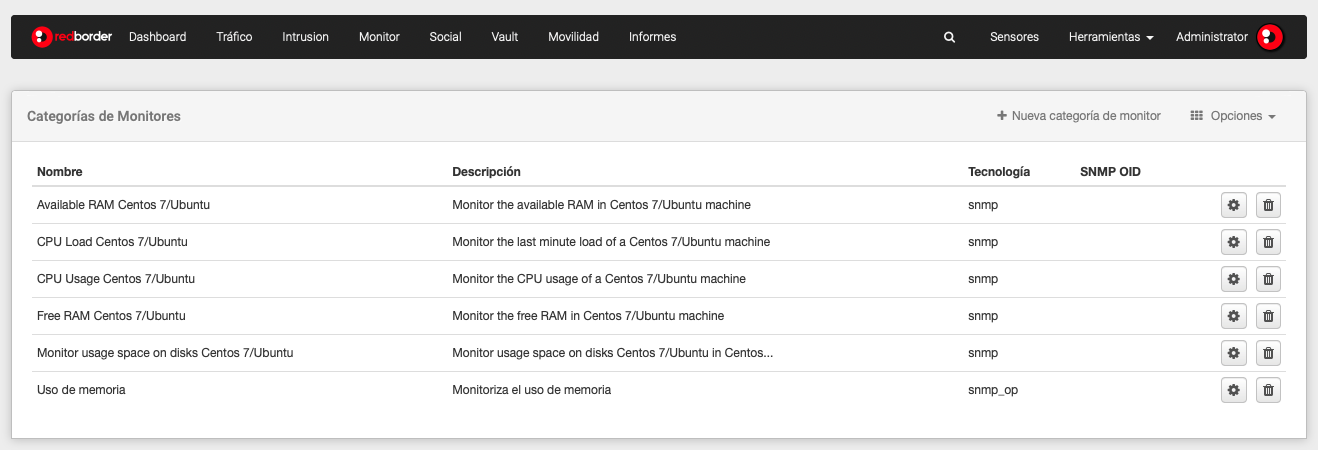 redborder Dashboard Tráfico Intrusion Monitor Social Vault Movilidad Informes Sensores Herramientas Administrator
Categorías de Monitores Nueva categoría de monitor Opciones
Nombre Descripción Tecnología SNMP OID
Available RAM Centos 7/Ubuntu Monitor the available RAM in Centos 7/Ubuntu machine snmp
CPU Load Centos 7/Ubuntu Monitor the last minute load of a Centos 7/Ubuntu machine snmp
CPU Usage Centos 7/Ubuntu Monitor the CPU usage of a Centos 7/Ubuntu machine snmp
Free RAM Centos 7/Ubuntu Monitor the free RAM in Centos 7/Ubuntu machine snmp
Monitor usage space on disks Centos 7/Ubuntu Monitor usage space on disks Centos 7/Ubuntu in Centos... snmp
Uso de memoria Monitoriza el uso de memoria snmp_op